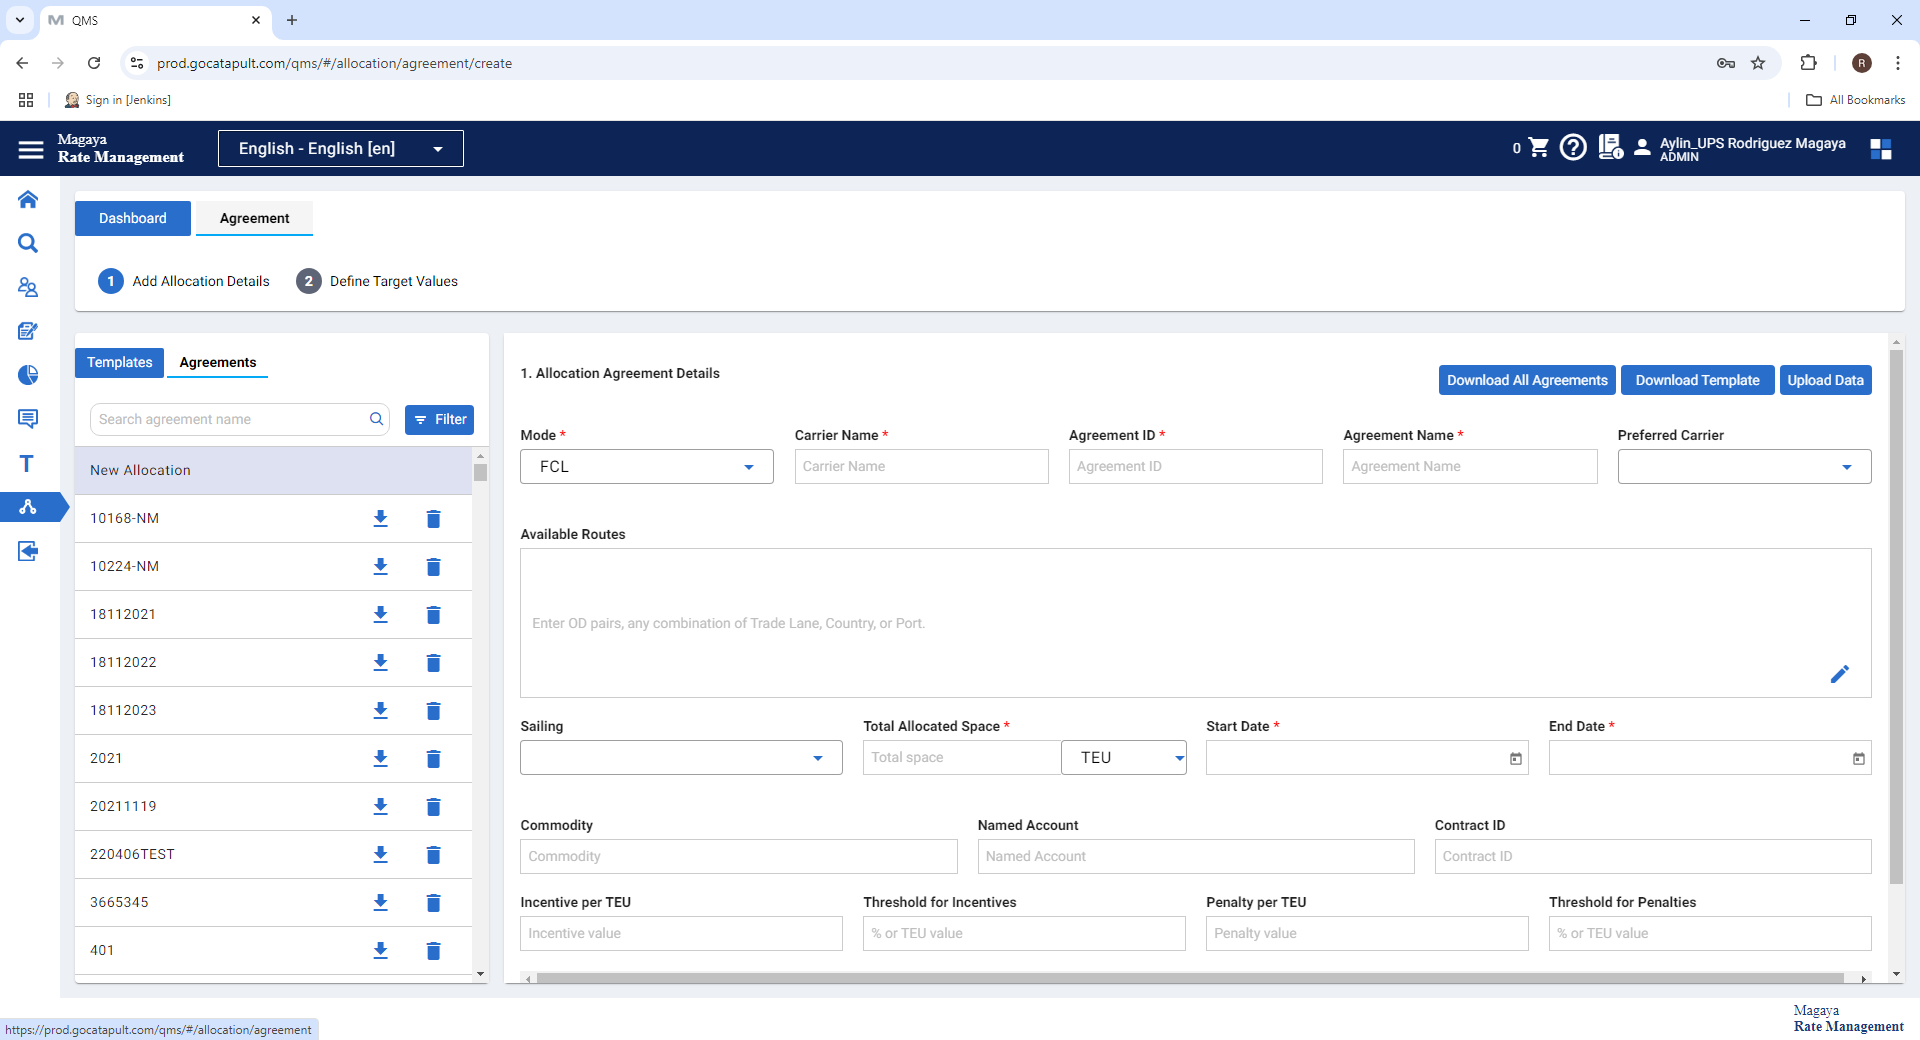 QMS
prod.gocatapult.com/qms/#/allocation/agreement/create
R
Sign in [Jenkins]
All Bookmarks
Magaya
Rate Management
English - English [en]
0
Aylin_UPS Rodriguez Magaya
ADMIN
Dashboard
Agreement
1 Add Allocation Details
2 Define Target Values
Templates
Agreements
Search agreement name
Filter
New Allocation
10168-NM
10224-NM
18112021
18112022
18112023
2021
20211119
220406TEST
3665345
401
1. Allocation Agreement Details
Download All Agreements
Download Template
Upload Data
Mode *
Carrier Name *
Agreement ID *
Agreement Name *
Preferred Carrier
FCL
Carrier Name
Agreement ID
Agreement Name
Available Routes
Enter OD pairs, any combination of Trade Lane, Country, or Port.
Sailing
Total Allocated Space *
Start Date *
End Date *
Total space
TEU
Commodity
Named Account
Contract ID
Commodity
Named Account
Contract ID
Incentive per TEU
Threshold for Incentives
Penalty per TEU
Threshold for Penalties
Incentive value
% or TEU value
Penalty value
% or TEU value
https://prod.gocatapult.com/qms/#/allocation/agreement
Magaya
Rate Management